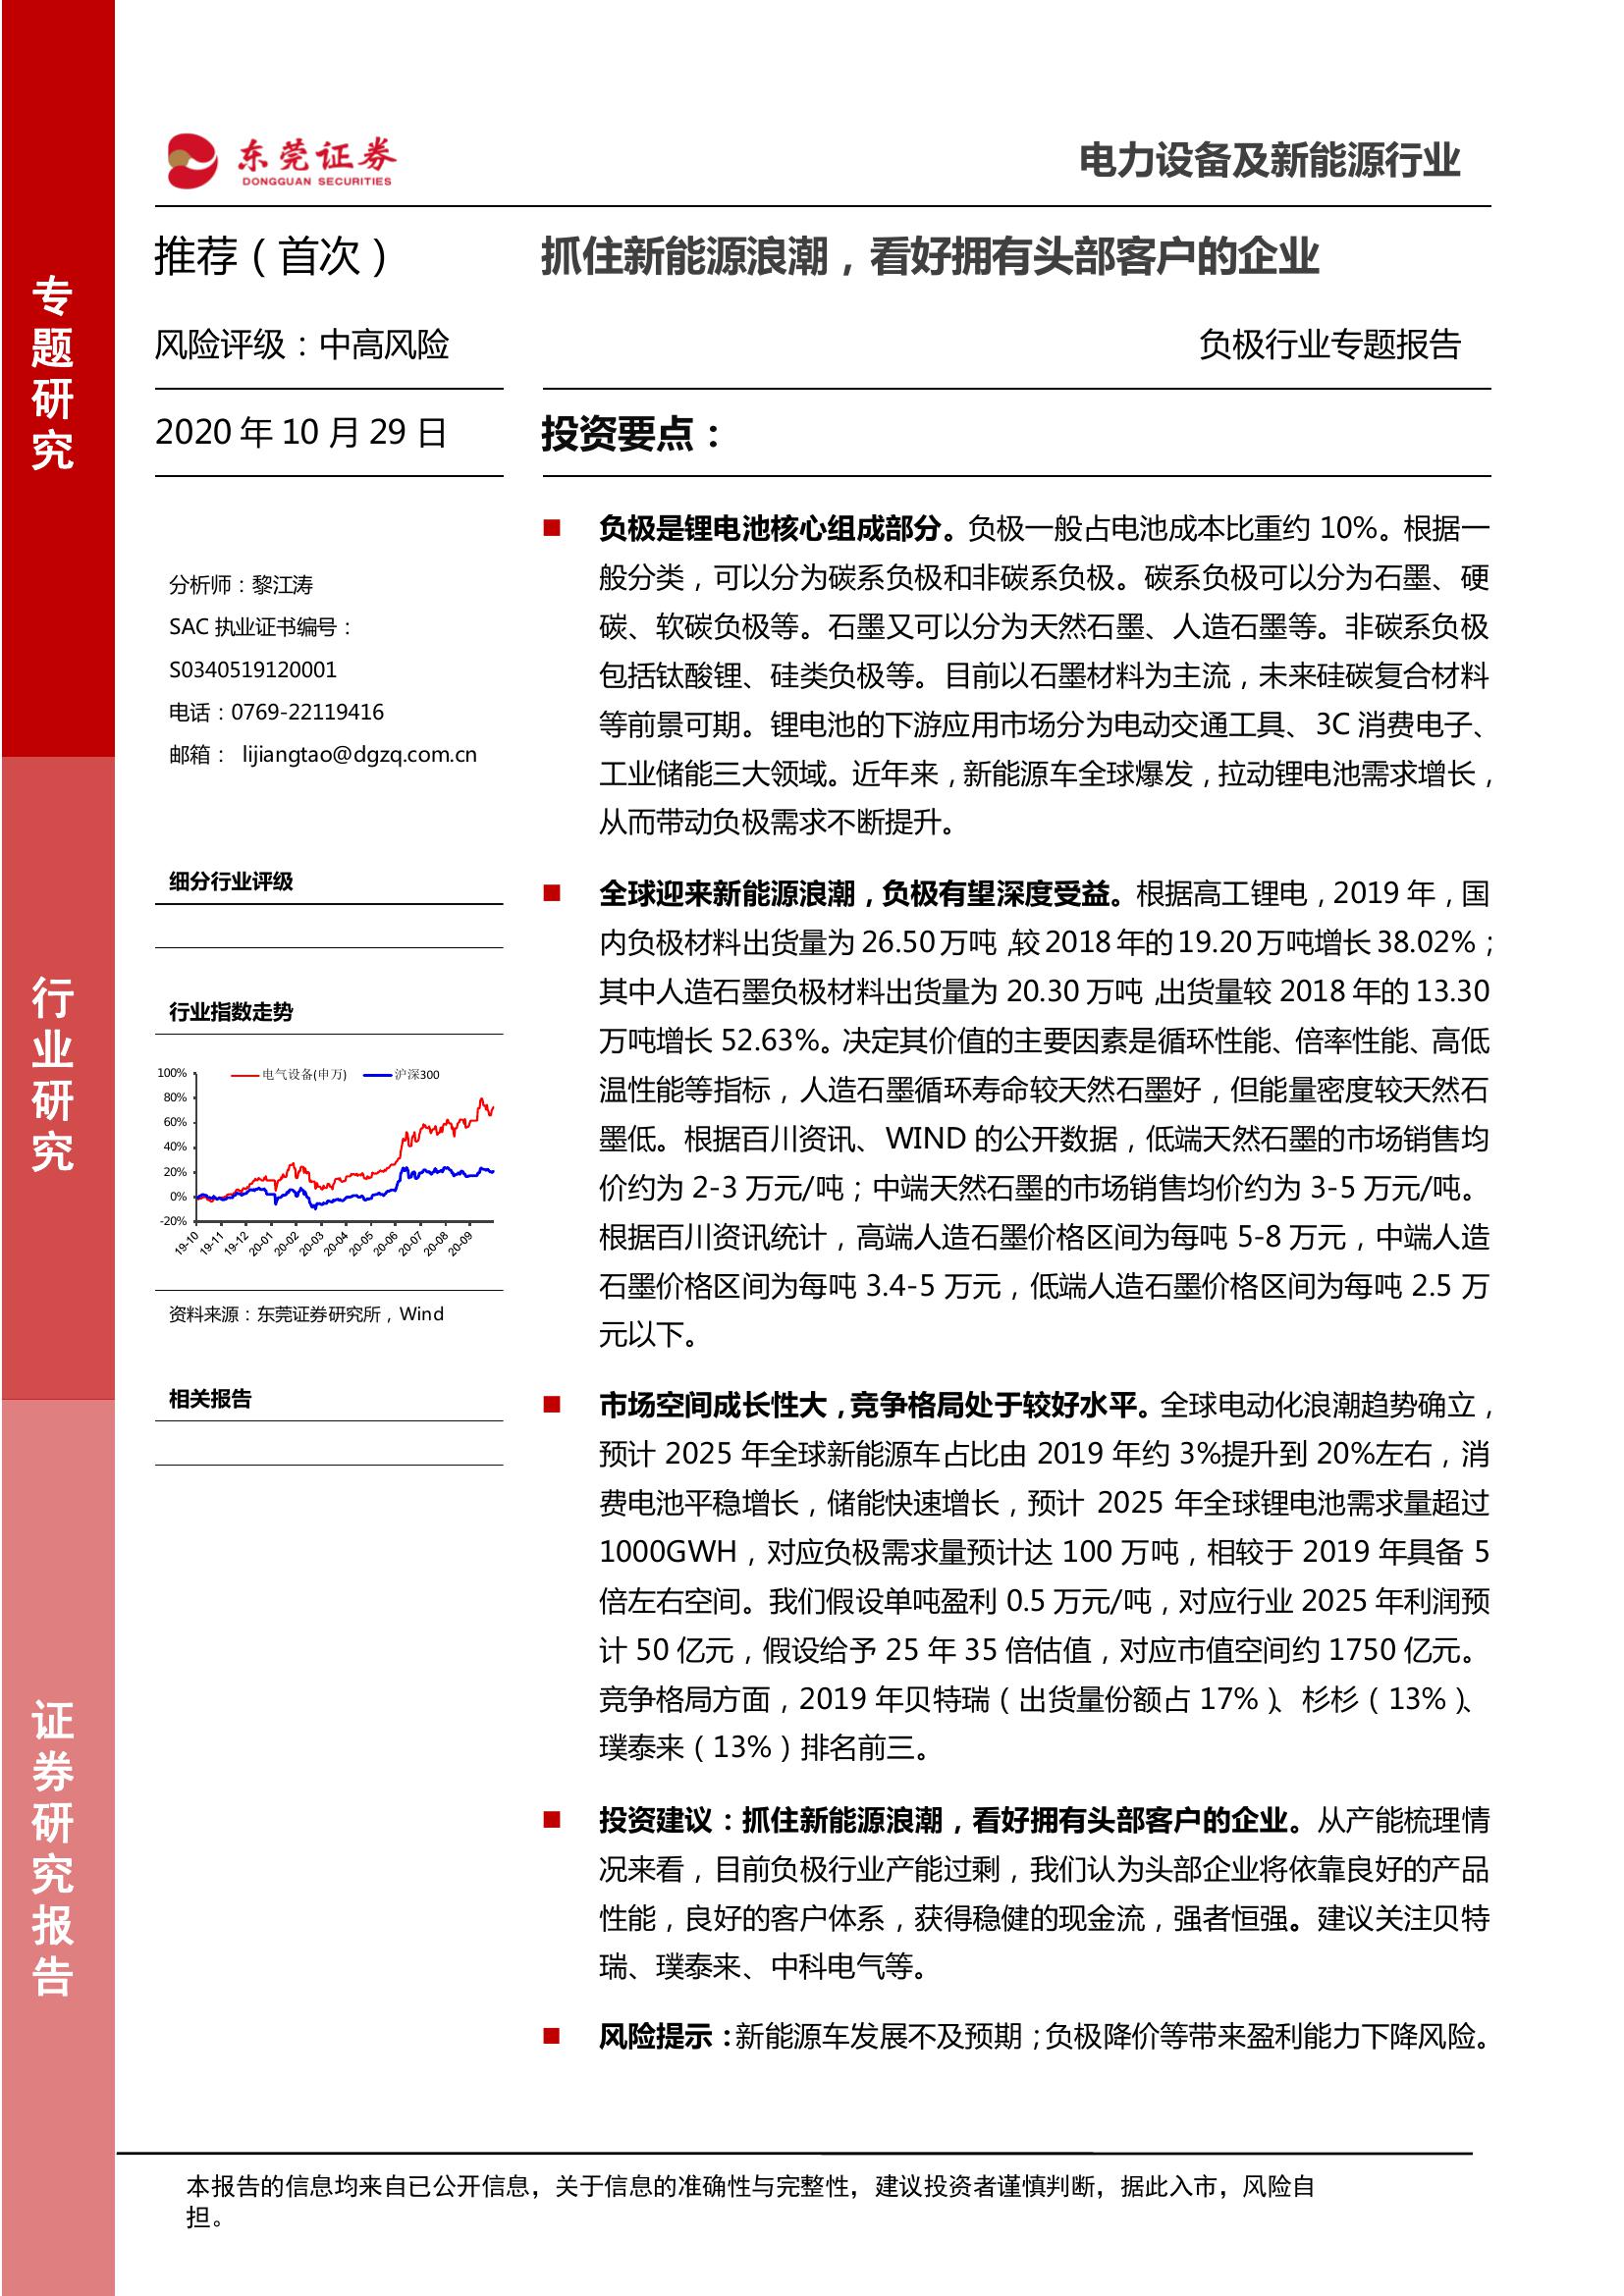 专题研究
行业研究
证券研究报告
东莞证券
DONGGUAN SECURITIES
电力设备及新能源行业
推荐（首次）
抓住新能源浪潮，看好拥有头部客户的企业
风险评级：中高风险
负极行业专题报告
2020 年 10 月 29 日
投资要点：
分析师：黎江涛
SAC 执业证书编号：
S0340519120001
电话：0769-22119416
邮箱： lijiangtao@dgzq.com.cn
细分行业评级
行业指数走势
100%
80%
60%
40%
20%
0%
-20%
电气设备(申万)
沪深300
19-10
19-11
19-12
20-01
20-02
20-03
20-04
20-05
20-06
20-07
20-08
20-09
资料来源：东莞证券研究所，Wind
相关报告
■ 负极是锂电池核心组成部分。负极一般占电池成本比重约 10%。根据一
般分类，可以分为碳系负极和非碳系负极。碳系负极可以分为石墨、硬
碳、软碳负极等。石墨又可以分为天然石墨、人造石墨等。非碳系负极
包括钛酸锂、硅类负极等。目前以石墨材料为主流，未来硅碳复合材料
等前景可期。锂电池的下游应用市场分为电动交通工具、3C 消费电子、
工业储能三大领域。近年来，新能源车全球爆发，拉动锂电池需求增长，
从而带动负极需求不断提升。
■ 全球迎来新能源浪潮，负极有望深度受益。根据高工锂电，2019 年，国
内负极材料出货量为 26.50 万吨，较 2018 年的 19.20 万吨增长 38.02%；
其中人造石墨负极材料出货量为 20.30 万吨，出货量较 2018 年的 13.30
万吨增长 52.63%。决定其价值的主要因素是循环性能、倍率性能、高低
温性能等指标，人造石墨循环寿命较天然石墨好，但能量密度较天然石
墨低。根据百川资讯、WIND 的公开数据，低端天然石墨的市场销售均
价约为 2-3 万元/吨；中端天然石墨的市场销售均价约为 3-5 万元/吨。
根据百川资讯统计，高端人造石墨价格区间为每吨 5-8 万元，中端人造
石墨价格区间为每吨 3.4-5 万元，低端人造石墨价格区间为每吨 2.5 万
元以下。
■ 市场空间成长性大，竞争格局处于较好水平。全球电动化浪潮趋势确立，
预计 2025 年全球新能源车占比由 2019 年约 3%提升到 20%左右，消
费电池平稳增长，储能快速增长，预计 2025 年全球锂电池需求量超过
1000GWH，对应负极需求量预计达 100 万吨，相较于 2019 年具备 5
倍左右空间。我们假设单吨盈利 0.5 万元/吨，对应行业 2025 年利润预
计 50 亿元，假设给予 25 年 35 倍估值，对应市值空间约 1750 亿元。
竞争格局方面，2019 年贝特瑞（出货量份额占 17%）、杉杉（13%）、
璞泰来（13%）排名前三。
■ 投资建议：抓住新能源浪潮，看好拥有头部客户的企业。从产能梳理情
况来看，目前负极行业产能过剩，我们认为头部企业将依靠良好的产品
性能，良好的客户体系，获得稳健的现金流，强者恒强。建议关注贝特
瑞、璞泰来、中科电气等。
■ 风险提示：新能源车发展不及预期；负极降价等带来盈利能力下降风险。
本报告的信息均来自已公开信息，关于信息的准确性与完整性，建议投资者谨慎判断，据此入市，风险自
担。